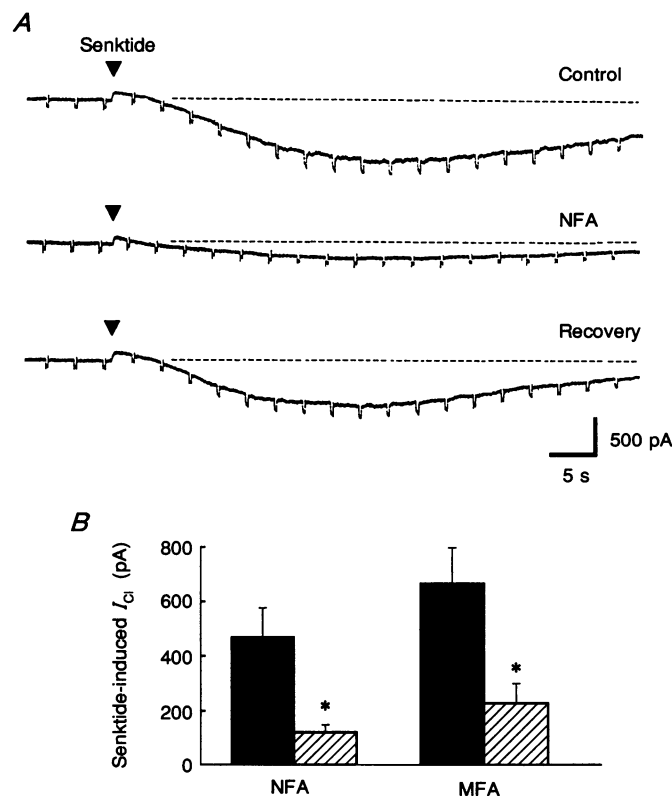 A
Senktide
Control
NFA
Recovery
500 pA
5 s
B
Senktide-induced I_Cl (pA)
800
600
400
200
0
*
*
NFA
MFA